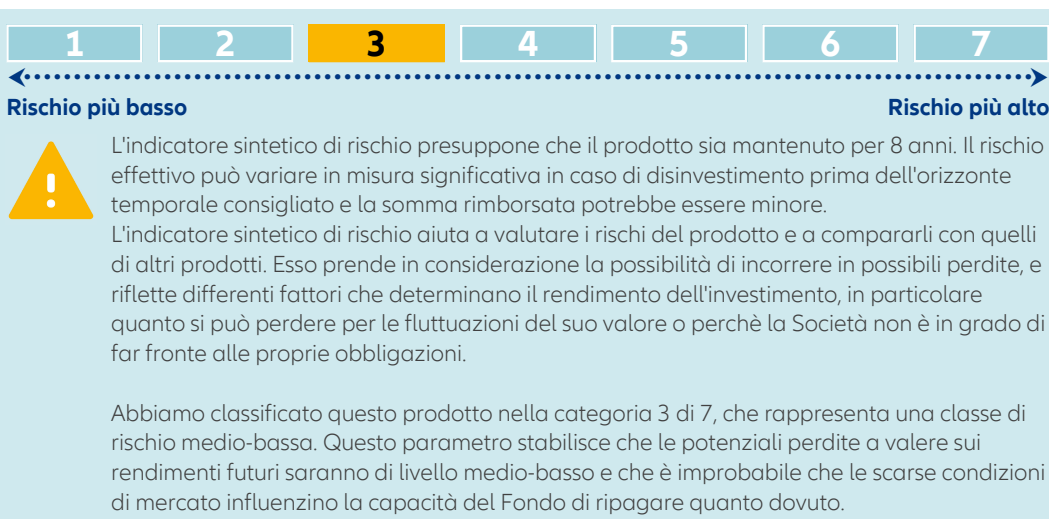 1 2 3 4 5 6 7
Rischio più basso Rischio più alto
L'indicatore sintetico di rischio presuppone che il prodotto sia mantenuto per 8 anni. Il rischio
effettivo può variare in misura significativa in caso di disinvestimento prima dell'orizzonte
temporale consigliato e la somma rimborsata potrebbe essere minore.
L'indicatore sintetico di rischio aiuta a valutare i rischi del prodotto e a compararli con quelli
di altri prodotti. Esso prende in considerazione la possibilità di incorrere in possibili perdite, e
riflette differenti fattori che determinano il rendimento dell'investimento, in particolare
quanto si può perdere per le fluttuazioni del suo valore o perchè la Società non è in grado di
far fronte alle proprie obbligazioni.
Abbiamo classificato questo prodotto nella categoria 3 di 7, che rappresenta una classe di
rischio medio-bassa. Questo parametro stabilisce che le potenziali perdite a valere sui
rendimenti futuri saranno di livello medio-basso e che è improbabile che le scarse condizioni
di mercato influenzino la capacità del Fondo di ripagare quanto dovuto.